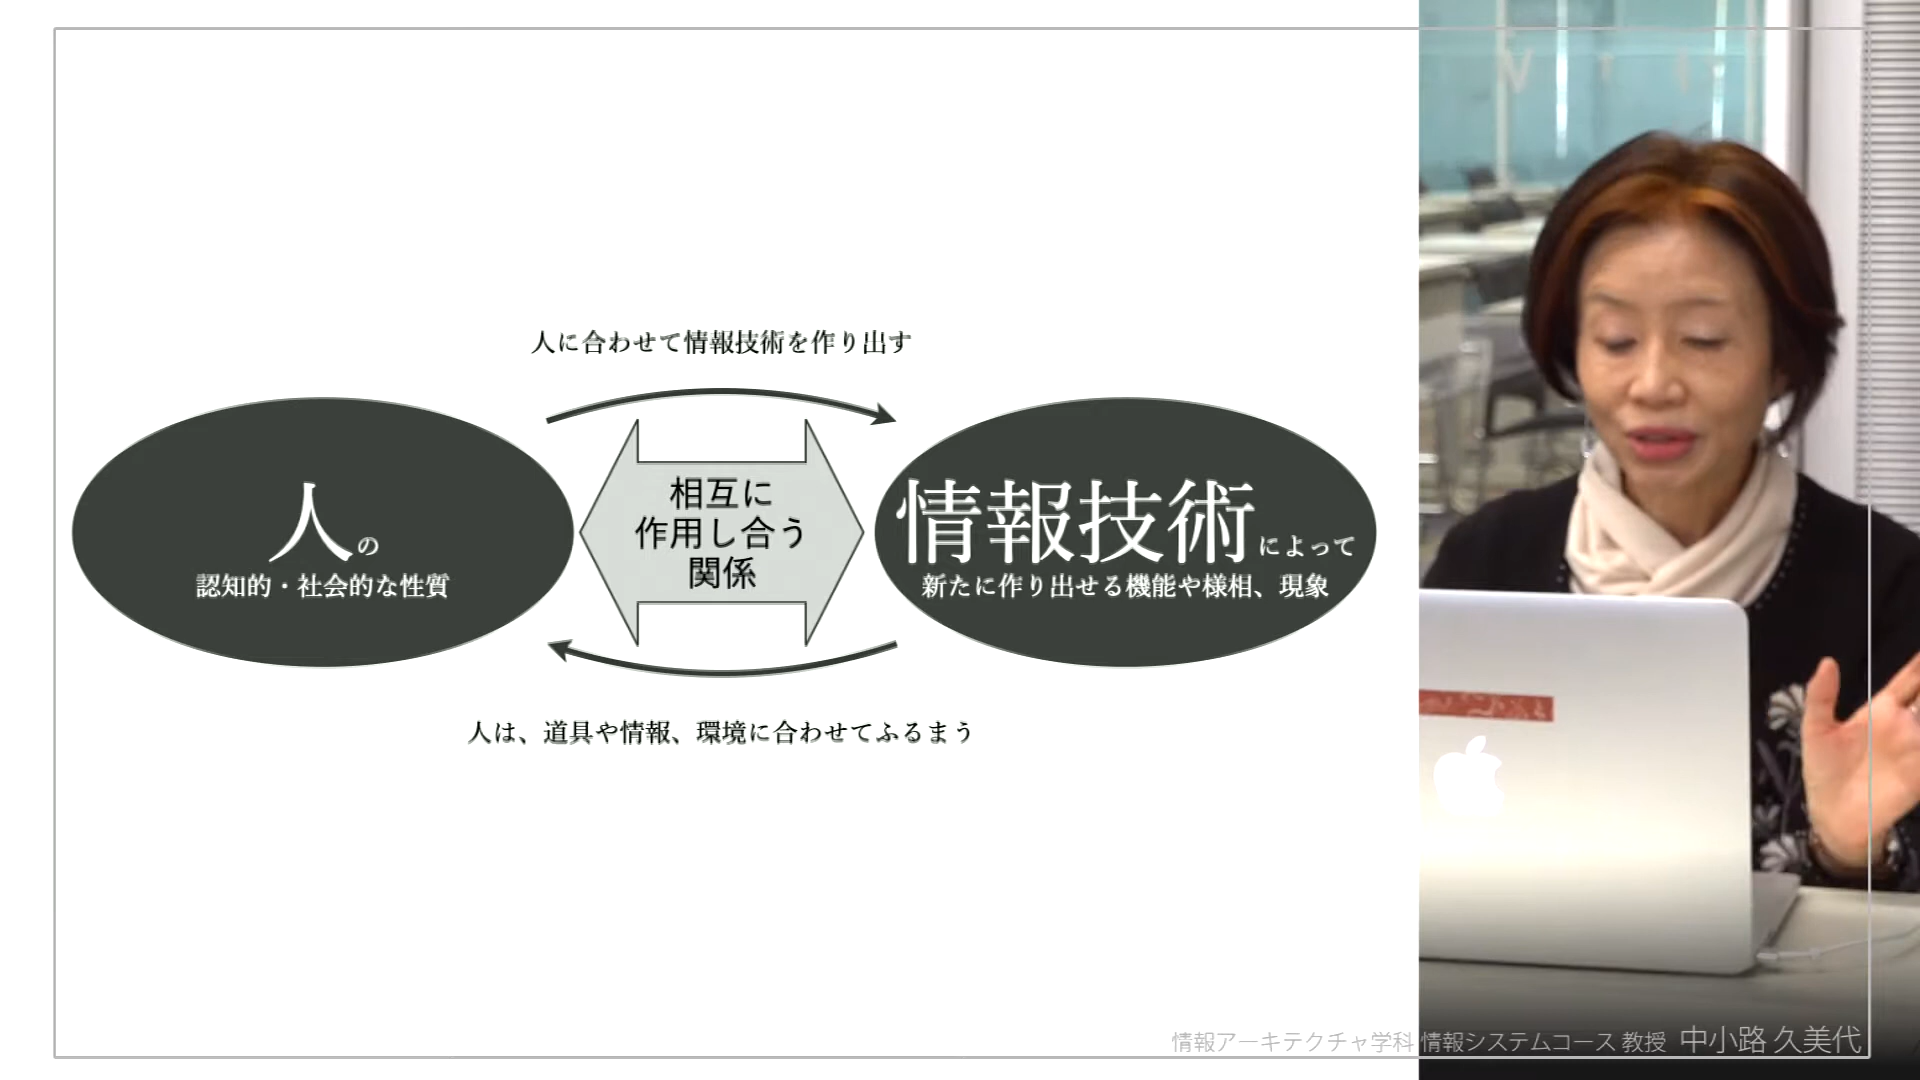 人に合わせて情報技術を作り出す
人の
認知的・社会的な性質
相互に
作用し合う
関係
情報技術によって
新たに作り出せる機能や様相、現象
人は、道具や情報、環境に合わせてふるまう
情報アーキテクチャ学科 情報システムコース 教授 中小路 久美代